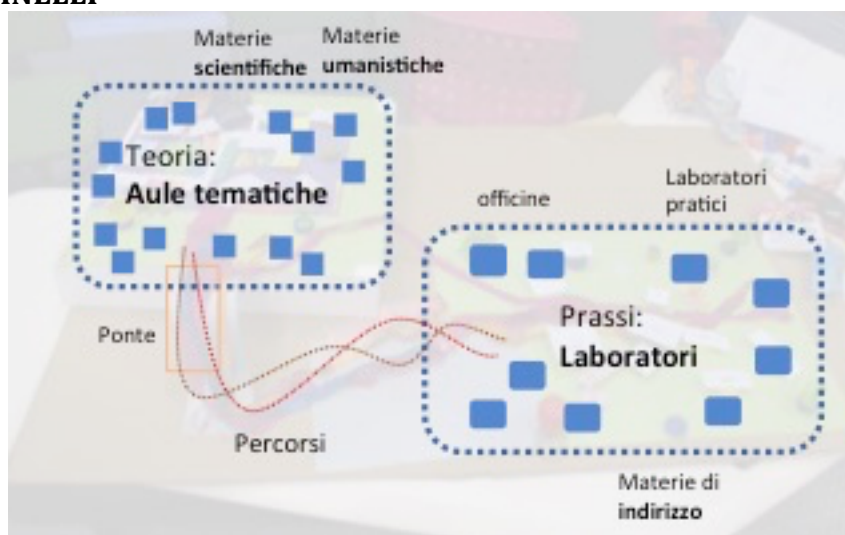 Materie
scientifiche
Materie
umanistiche
Teoria:
Aule tematiche
officine
Laboratori
pratici
Ponte
Prassi:
Laboratori
Percorsi
Materie di
indirizzo